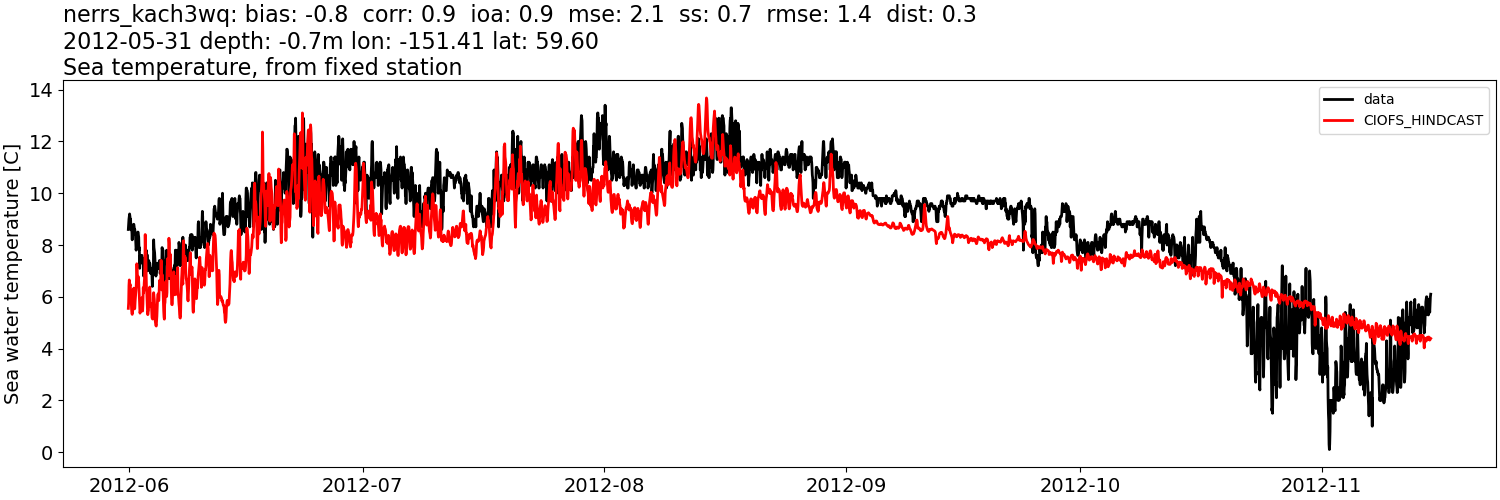 nerrs_kach3wq: bias: -0.8  corr: 0.9  ioa: 0.9  mse: 2.1  ss: 0.7  rmse: 1.4  dist: 0.3
2012-05-31 depth: -0.7m lon: -151.41 lat: 59.60
Sea temperature, from fixed station
Sea water temperature [C]
14
12
10
8
6
4
2
0
data
CIOFS_HINDCAST
2012-06
2012-07
2012-08
2012-09
2012-10
2012-11